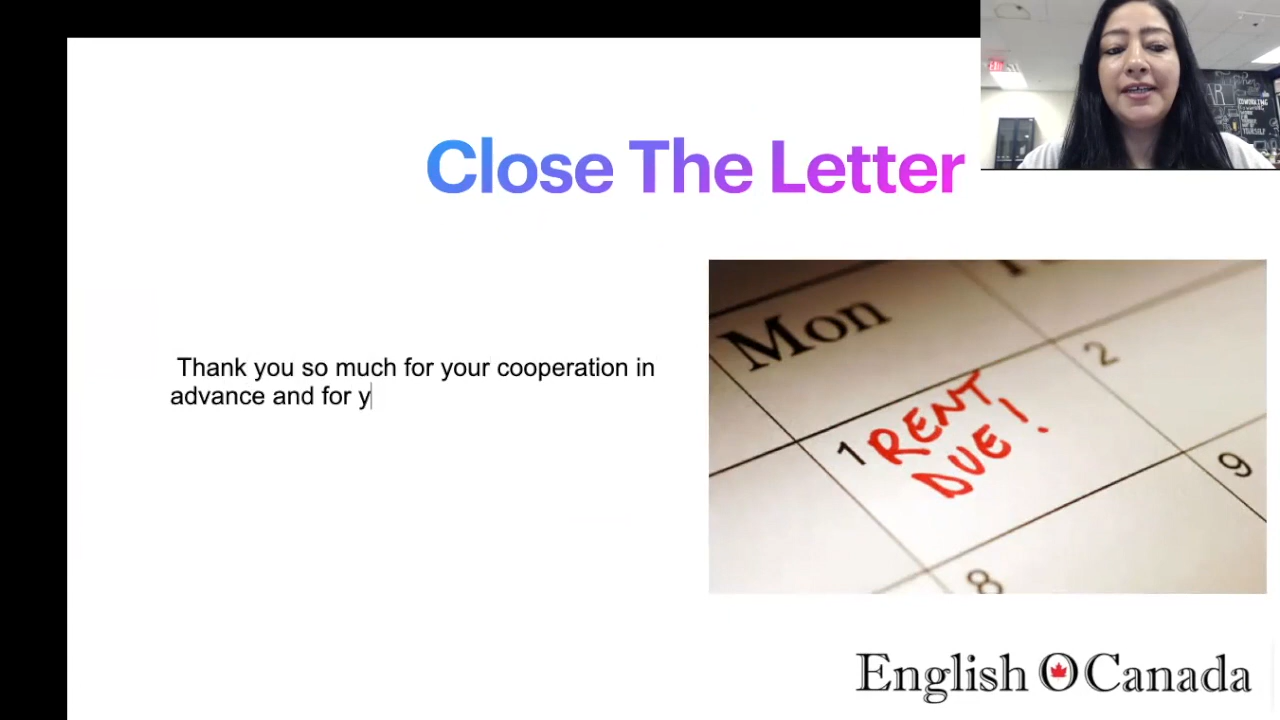 Close The Letter
Thank you so much for your cooperation in
advance and for y
Mon
1 RENT
DUE!
2
9
8
English O Canada